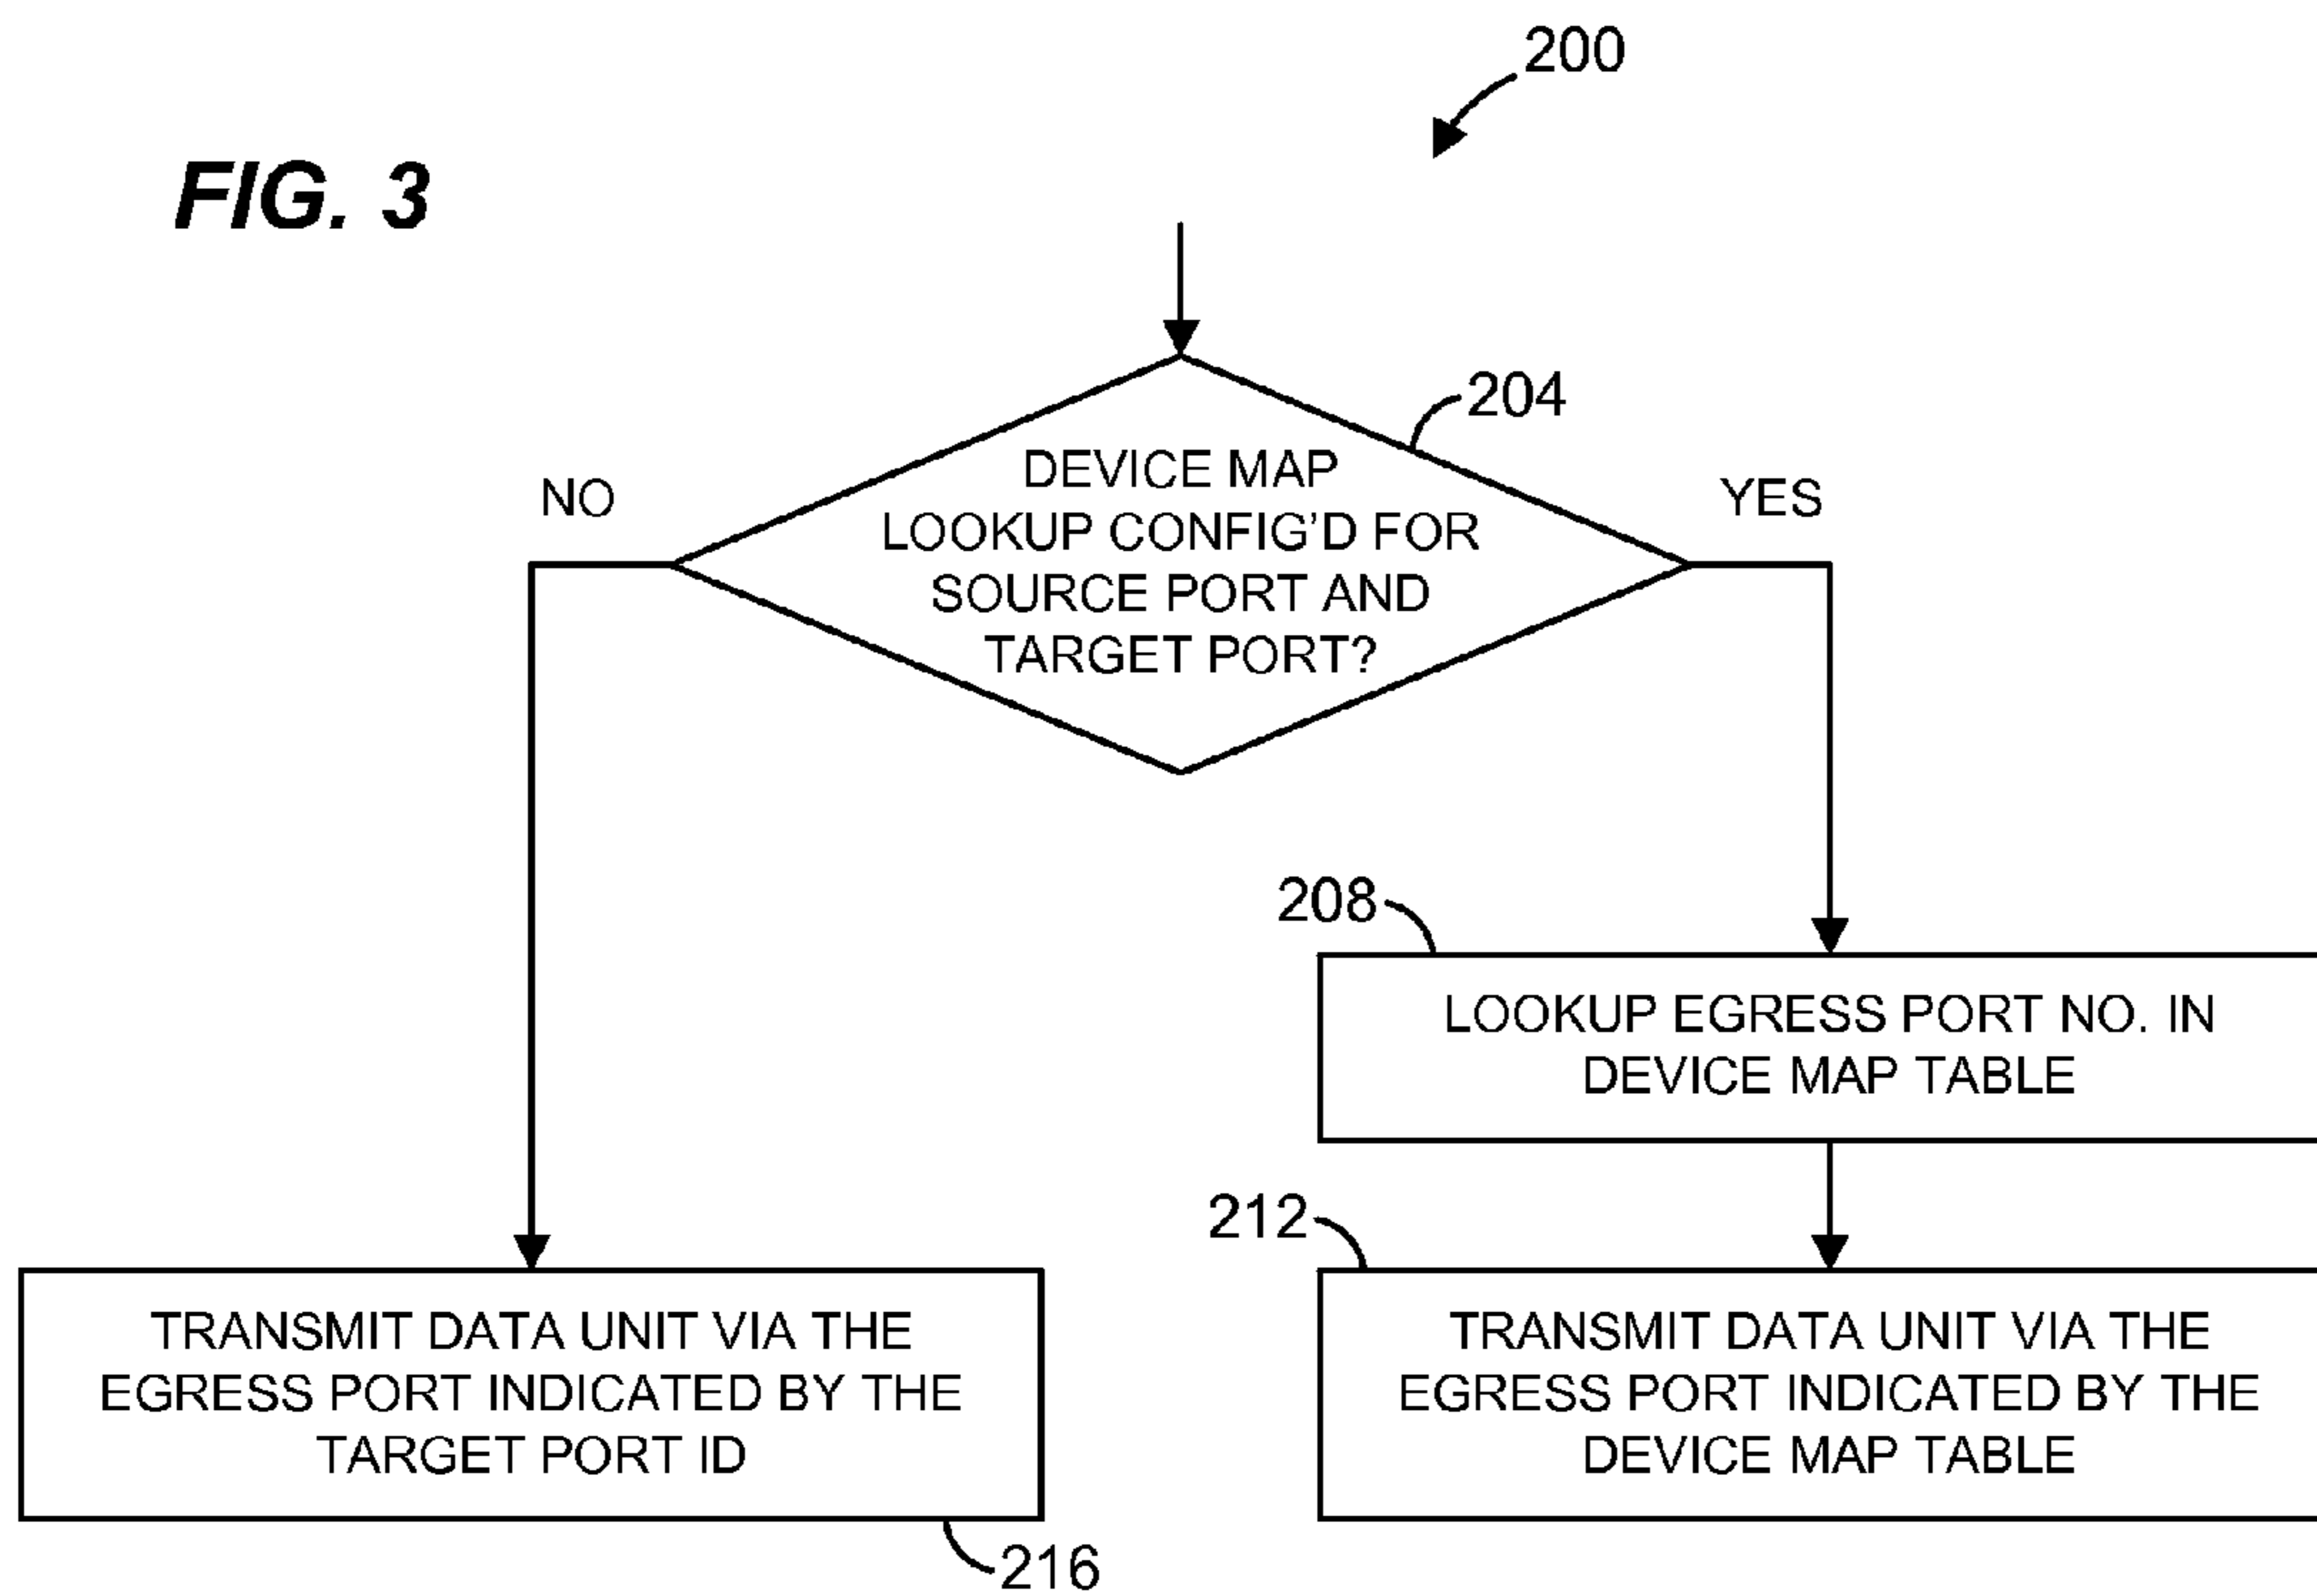 200
FIG. 3
204
DEVICE MAP
LOOKUP CONFIG'D FOR
SOURCE PORT AND
TARGET PORT?
NO
YES
208
LOOKUP EGRESS PORT NO. IN
DEVICE MAP TABLE
212
TRANSMIT DATA UNIT VIA THE
EGRESS PORT INDICATED BY THE
TARGET PORT ID
TRANSMIT DATA UNIT VIA THE
EGRESS PORT INDICATED BY THE
DEVICE MAP TABLE
216